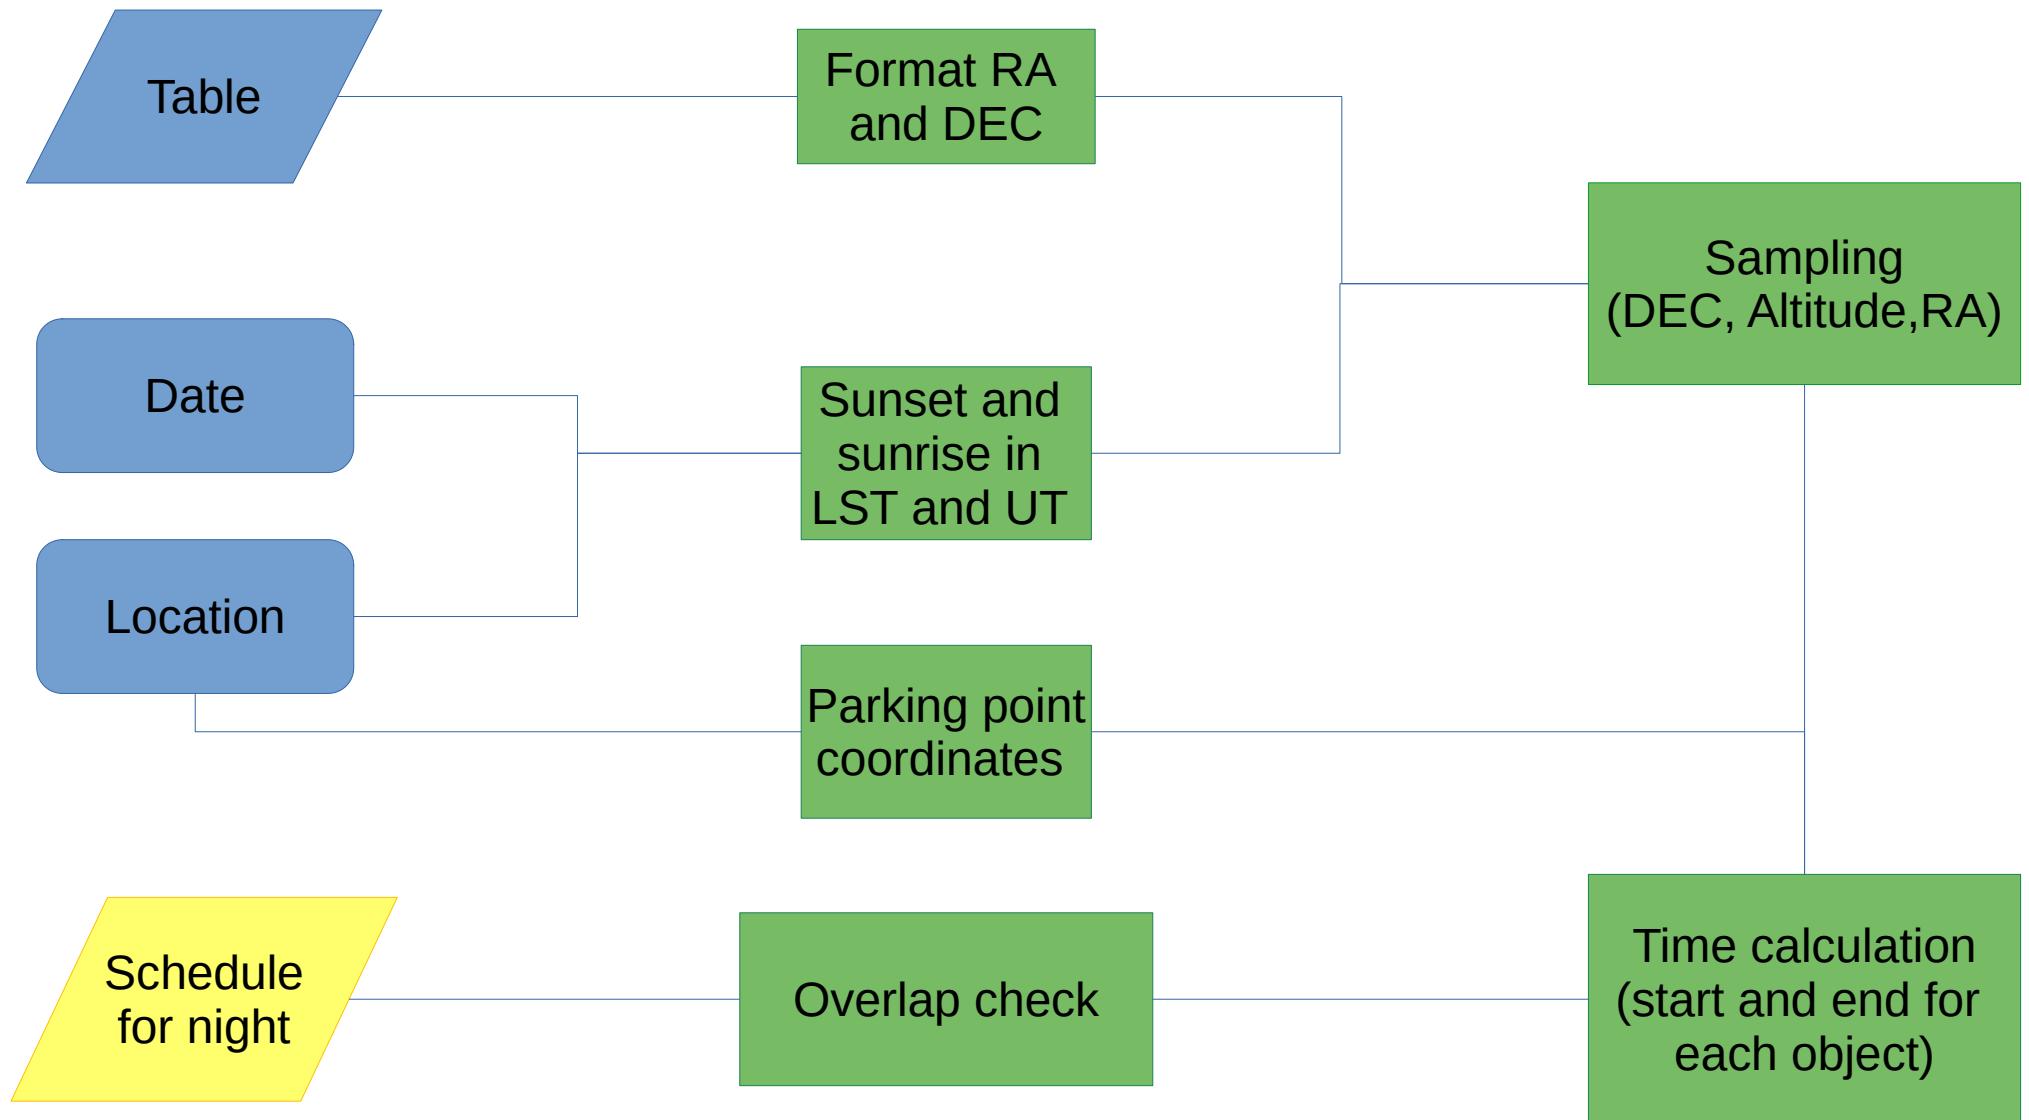 Table
Format RA
and DEC
Sampling
(DEC, Altitude,RA)
Date
Sunset and
sunrise in
LST and UT
Location
Parking point
coordinates
Schedule
for night
Overlap check
Time calculation
(start and end for
each object)